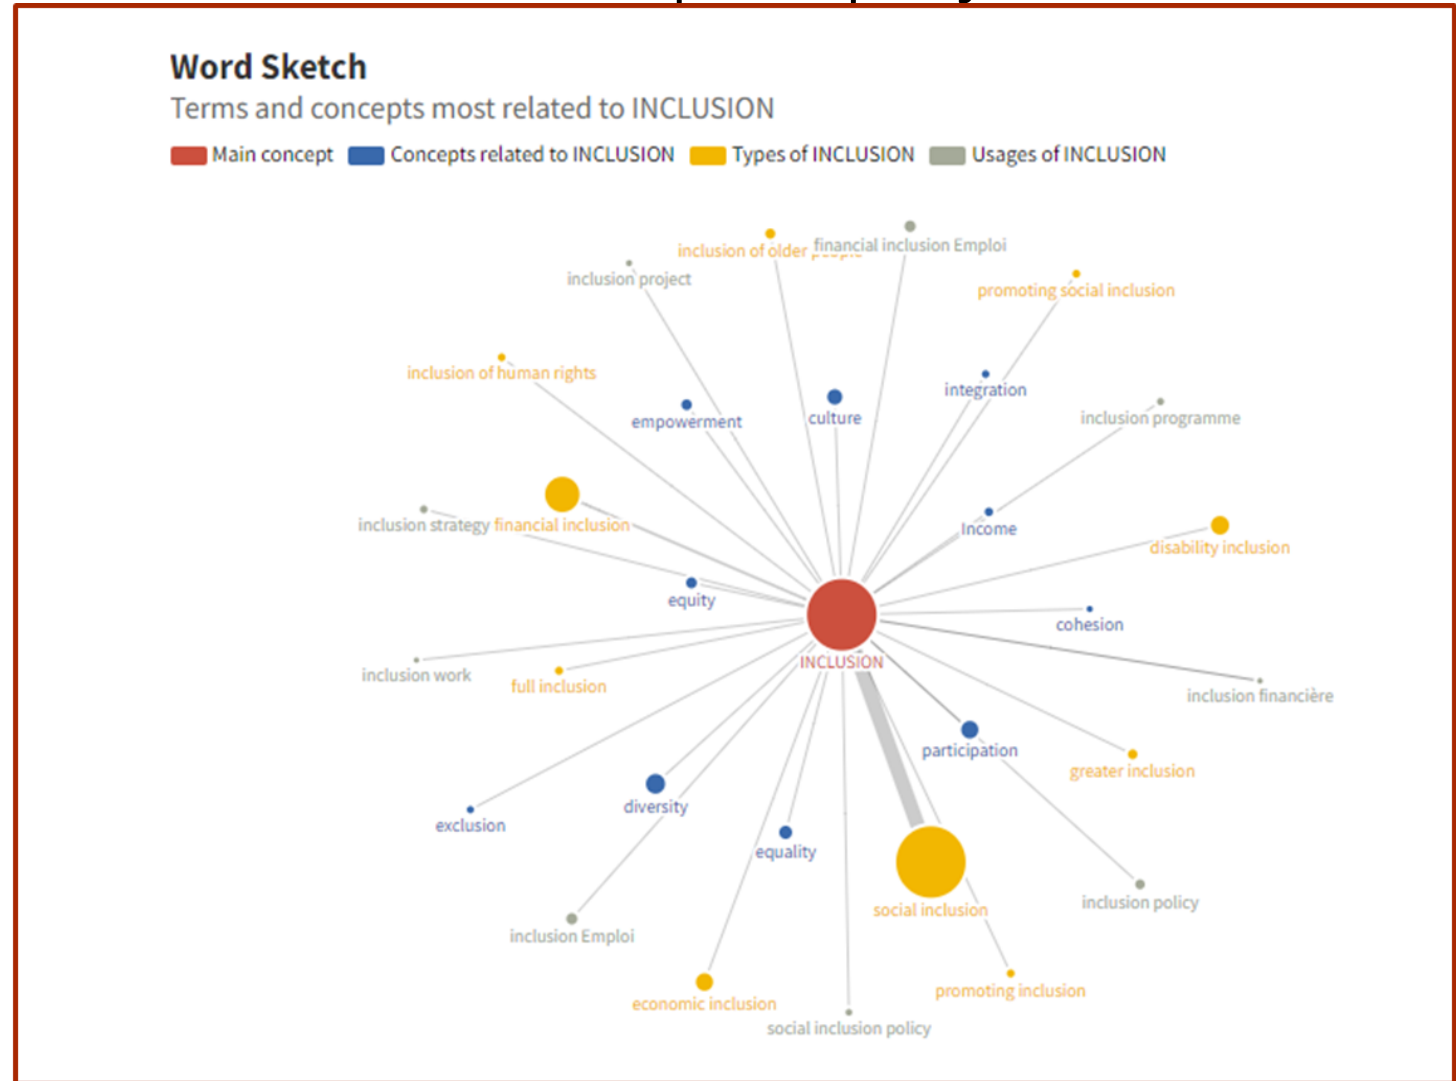 Word Sketch
Terms and concepts most related to INCLUSION
Main concept Concepts related to INCLUSION Types of INCLUSION Usages of INCLUSION
financial inclusion Emploi
inclusion of older
inclusion project
promoting social inclusion
inclusion of human rights
integration
empowerment
culture
inclusion programme
inclusion strategy
financial inclusion
Income
disability inclusion
equity
cohesion
INCLUSION
inclusion work
full inclusion
inclusion financière
participation
greater inclusion
diversity
exclusion
equality
inclusion policy
social inclusion
inclusion Emploi
promoting inclusion
economic inclusion
social inclusion policy